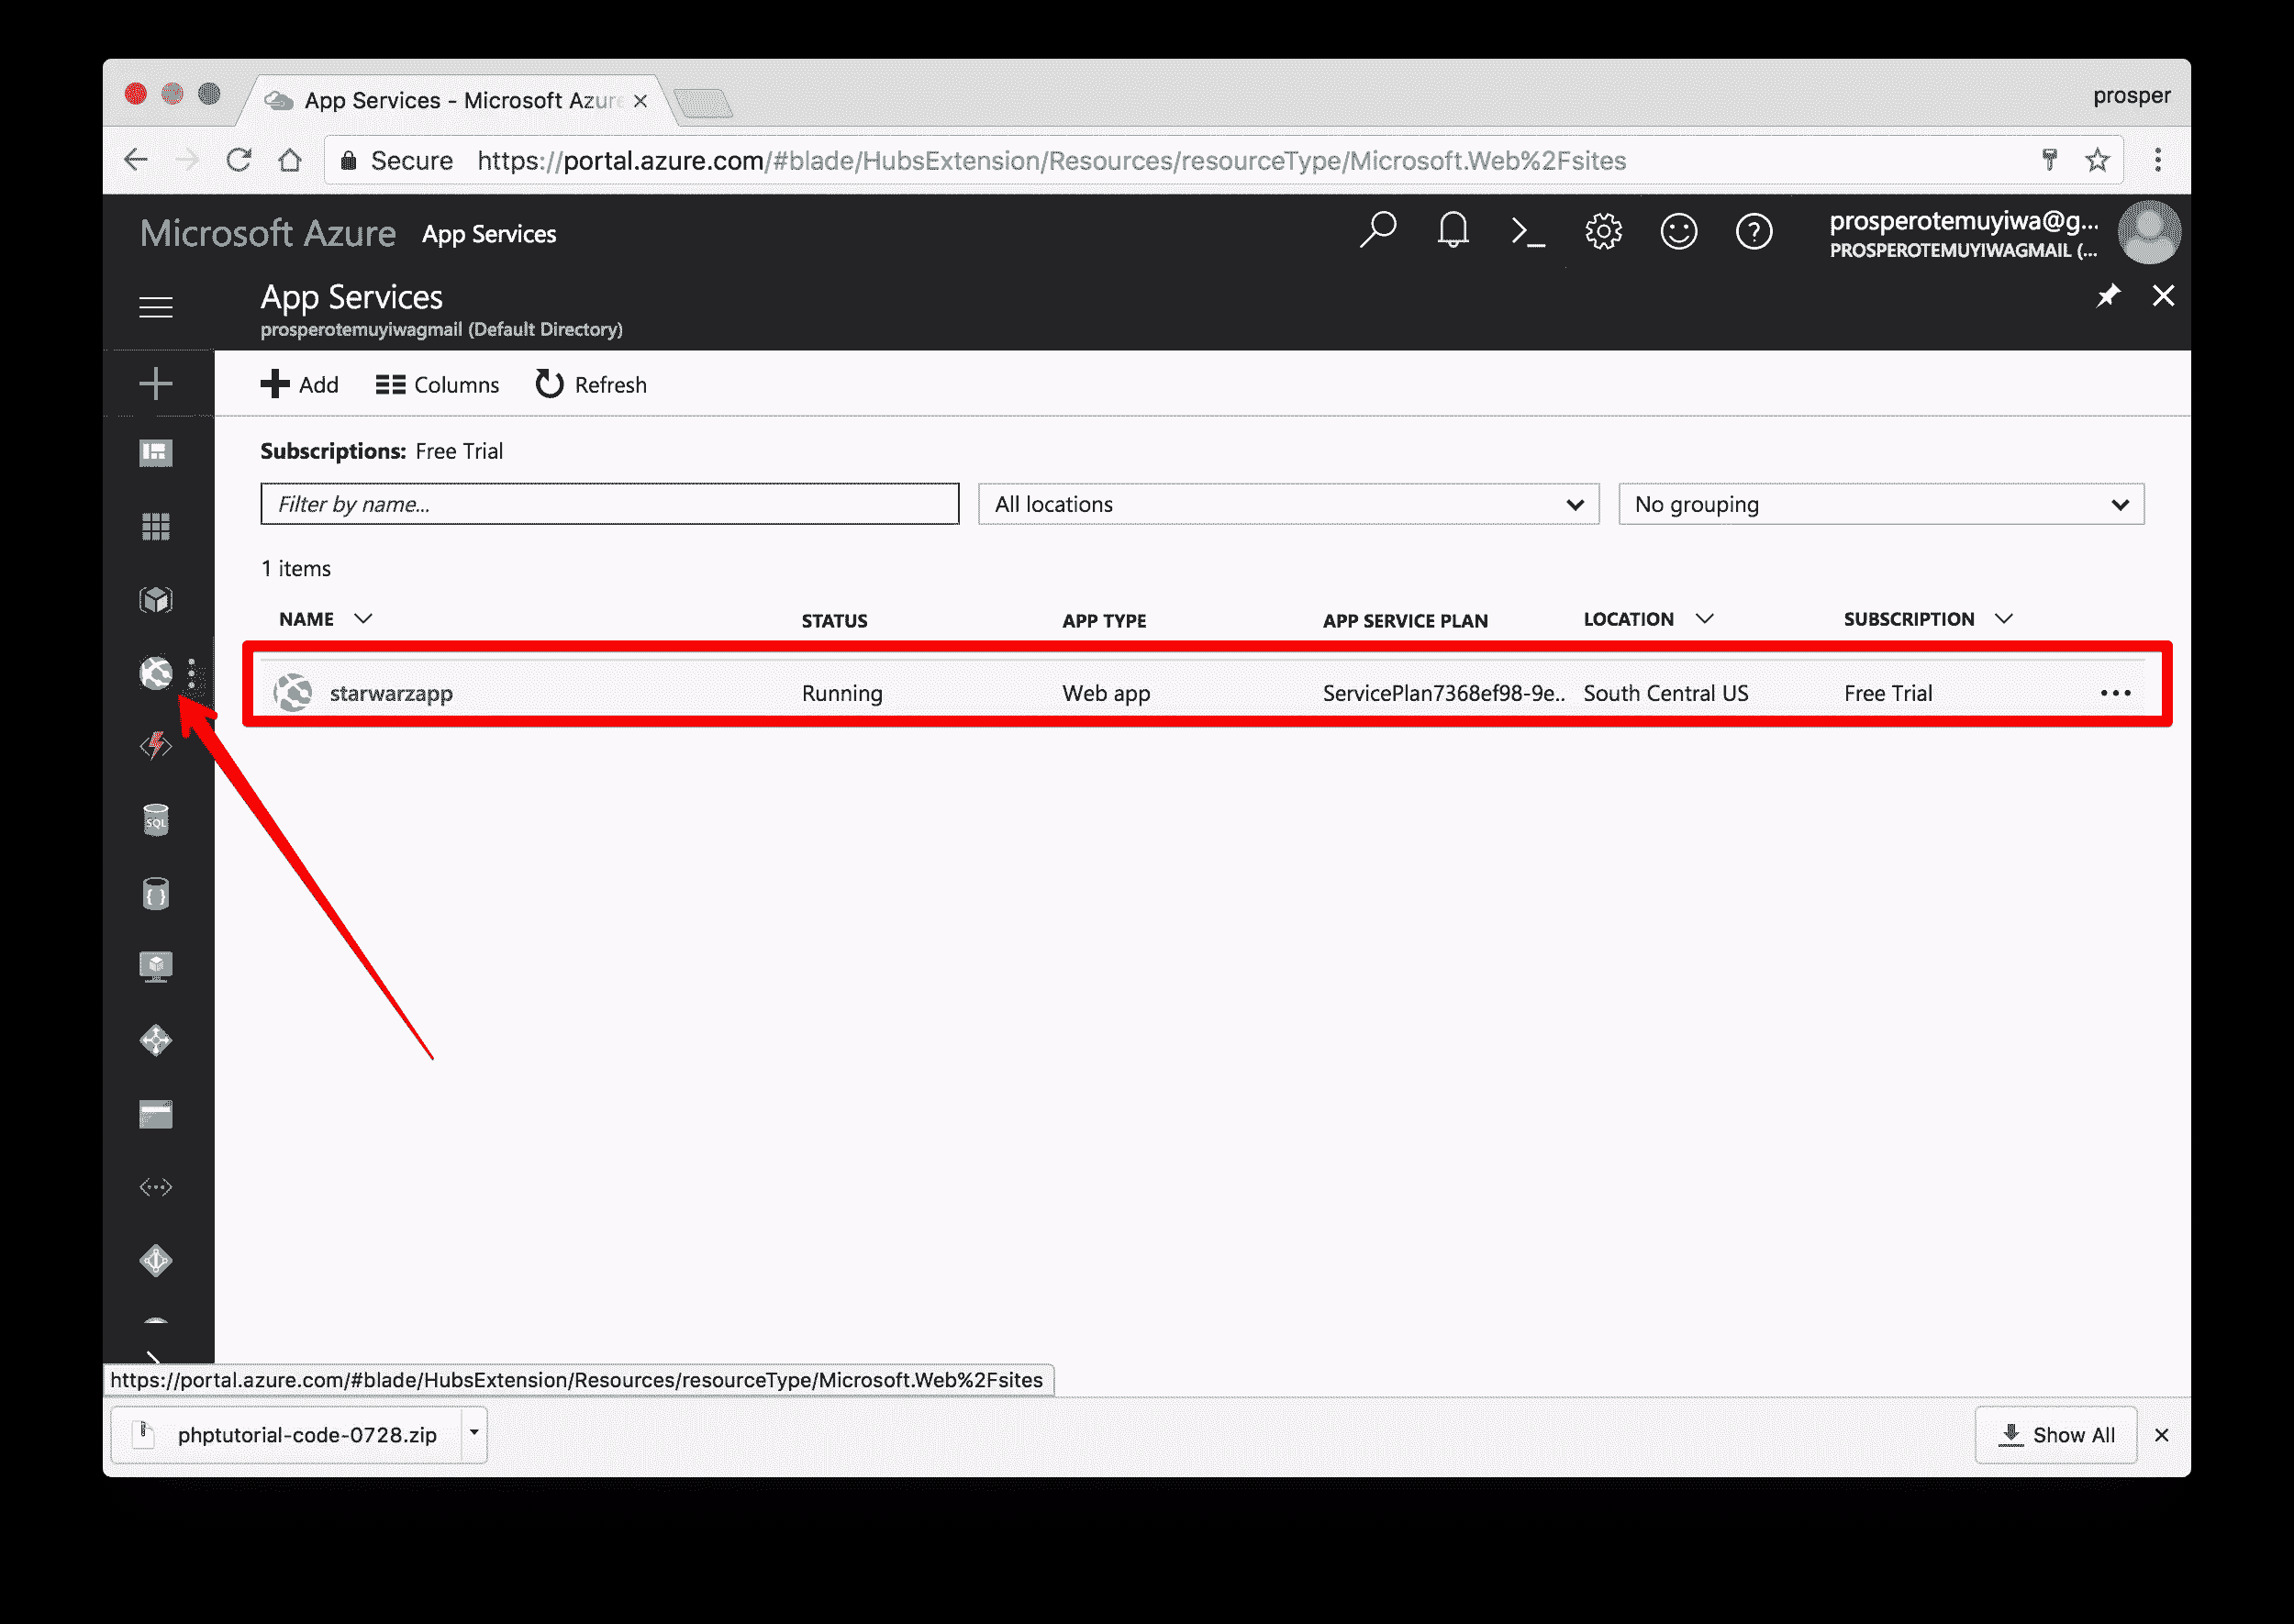 App Services - Microsoft Azure
prosper
Secure https://portal.azure.com/#blade/HubsExtension/Resources/resourceType/Microsoft.Web%2Fsites
Microsoft Azure App Services
prosperotemuyiwa@g...
PROSPEROTEMUYIWAGMAIL (...
App Services
prosperotemuyiwagmail (Default Directory)
Add Columns Refresh
Subscriptions: Free Trial
Filter by name... All locations No grouping
1 items
NAME STATUS APP TYPE APP SERVICE PLAN LOCATION SUBSCRIPTION
starwarzapp Running Web app ServicePlan7368ef98-9e.. South Central US Free Trial
SQL
https://portal.azure.com/#blade/HubsExtension/Resources/resourceType/Microsoft.Web%2Fsites
phptutorial-code-0728.zip Show All